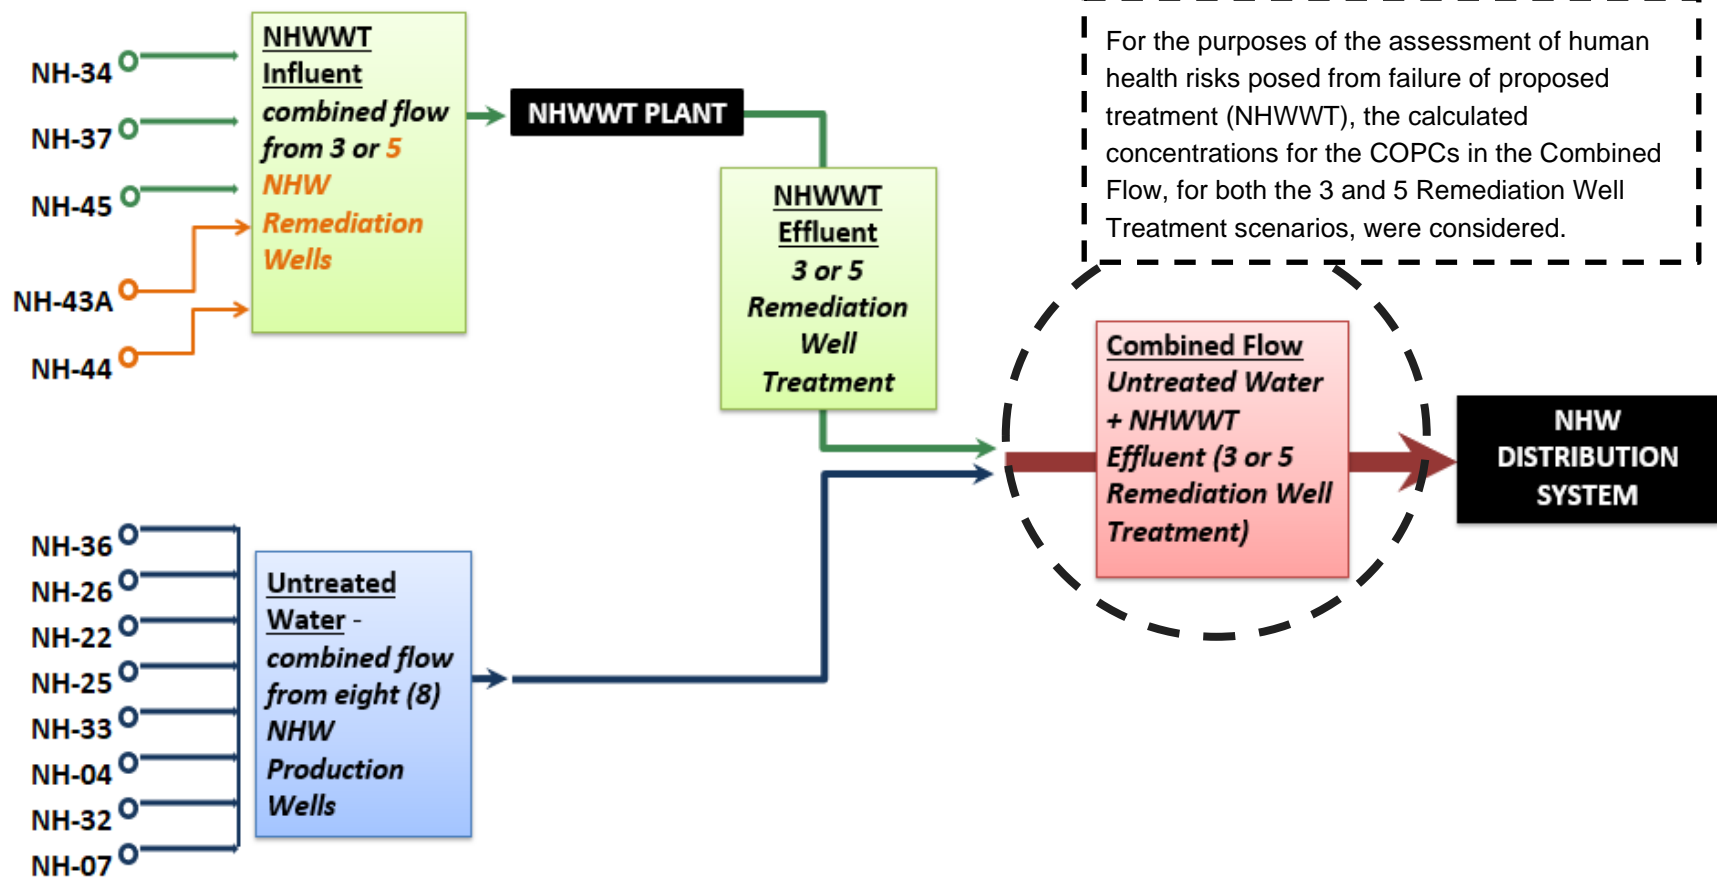 NH-34
NH-37
NH-45
NH-43A
NH-44
NHWWT
Influent
combined flow
from 3 or 5
NHW
Remediation
Wells
NHWWT PLANT
NHWWT
Effluent
3 or 5
Remediation
Well
Treatment
For the purposes of the assessment of human
health risks posed from failure of proposed
treatment (NHWWT), the calculated
concentrations for the COPCs in the Combined
Flow, for both the 3 and 5 Remediation Well
Treatment scenarios, were considered.
Combined Flow
Untreated Water
+ NHWWT
Effluent (3 or 5
Remediation Well
Treatment)
NHW
DISTRIBUTION
SYSTEM
NH-36
NH-26
NH-22
NH-25
NH-33
NH-04
NH-32
NH-07
Untreated
Water -
combined flow
from eight (8)
NHW
Production
Wells